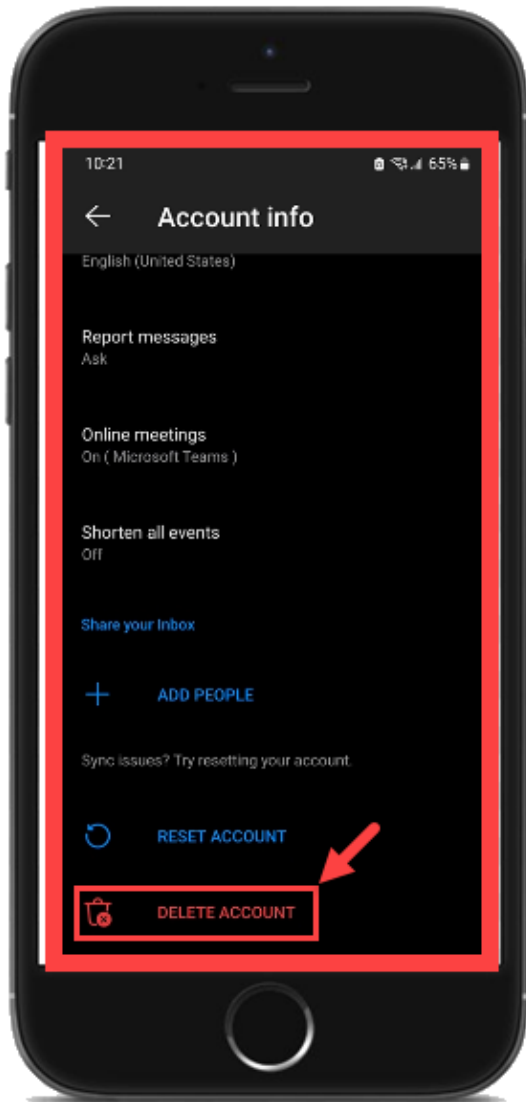 10:21 65%
Account info
English (United States)
Report messages
Ask
Online meetings
On ( Microsoft Teams )
Shorten all events
Off
Share your Inbox
ADD PEOPLE
Sync issues? Try resetting your account.
RESET ACCOUNT
DELETE ACCOUNT